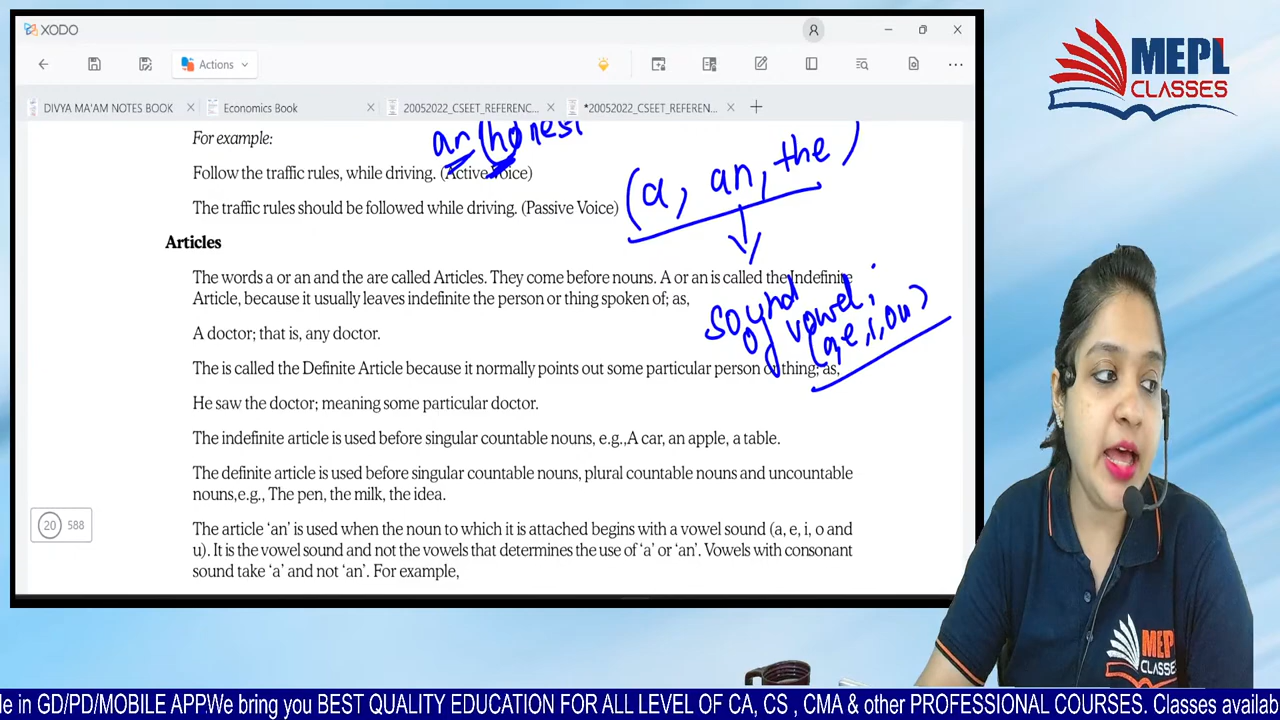 XODO
Actions
DIVYA MA'AM NOTES BOOK
Economics Book
20052022_CSEET_REFERENC...
*20052022_CSEET_REFEREN...
MEPL
CLASSES
For example:
an (honest
Follow the traffic rules, while driving. (Active Voice)
(a, an, the)
The traffic rules should be followed while driving. (Passive Voice)
Articles
The words a or an and the are called Articles. They come before nouns. A or an is called the Indefinite
Article, because it usually leaves indefinite the person or thing spoken of; as,
sound
of vowel;
(a, e, i, o u)
A doctor; that is, any doctor.
The is called the Definite Article because it normally points out some particular person or thing; as,
He saw the doctor; meaning some particular doctor.
The indefinite article is used before singular countable nouns, e.g.,A car, an apple, a table.
The definite article is used before singular countable nouns, plural countable nouns and uncountable
nouns,e.g., The pen, the milk, the idea.
20 588
The article ‘an’ is used when the noun to which it is attached begins with a vowel sound (a, e, i, o and
u). It is the vowel sound and not the vowels that determines the use of ‘a’ or ‘an’. Vowels with consonant
sound take ‘a’ and not ‘an’. For example,
MEPL
CLASSES
le in GD/PD/MOBILE APP.We bring you BEST QUALITY EDUCATION FOR ALL LEVEL OF CA, CS , CMA & other PROFESSIONAL COURSES. Classes availab